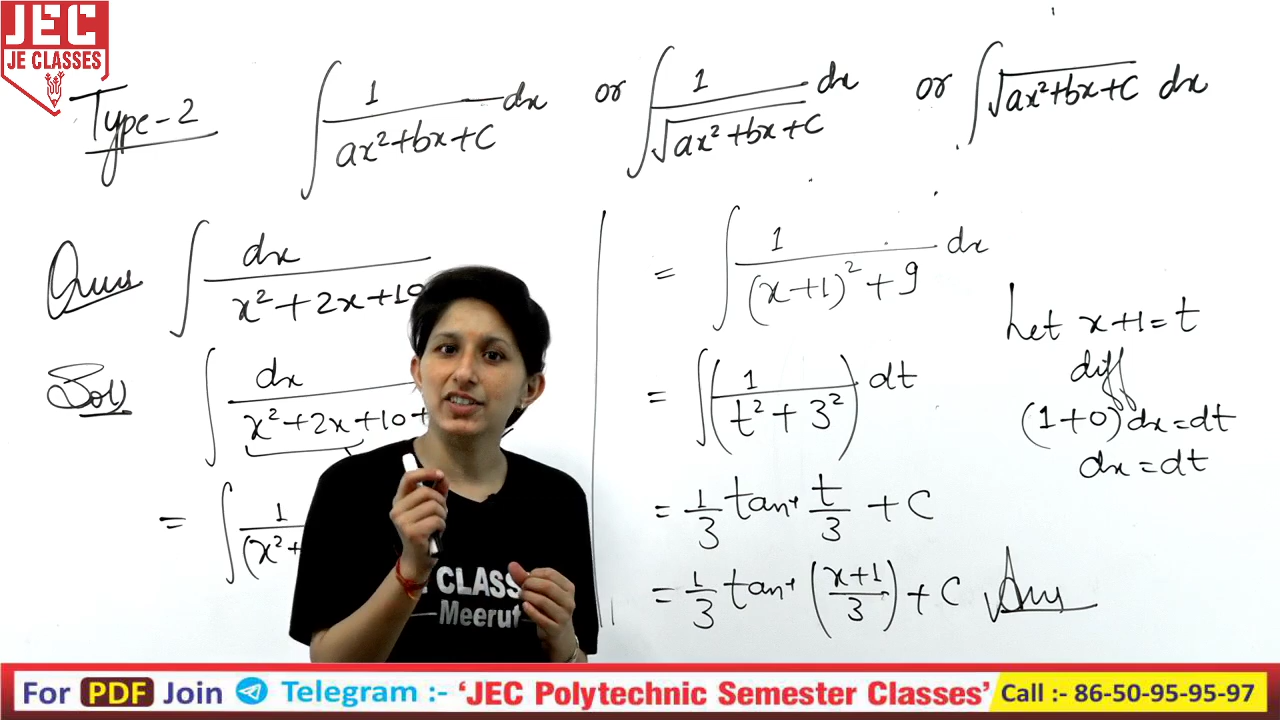 JEC
JE CLASSES
Type-2 ∫ 1/(ax²+bx+c) dx or ∫ 1/√(ax²+bx+c) dx or ∫ √(ax²+bx+c) dx
Ques ∫ dx/(x²+2x+10
Sol) ∫ dx/(x²+2x+10+
= ∫ 1/(x²+
= ∫ 1/((x+1)²+9) dx
Let x+1=t
diff
(1+0)dx=dt
dx=dt
= ∫ (1/(t²+3²)) dt
= 1/3 tan⁻¹ t/3 + C
= 1/3 tan⁻¹ ((x+1)/3) + C Ans
E CLASS
Meerut
For PDF Join Telegram :- ‘JEC Polytechnic Semester Classes’ Call :- 86-50-95-95-97